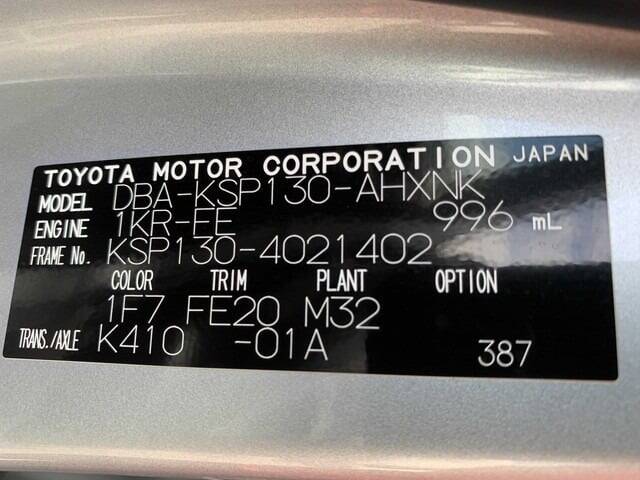 TOYOTA MOTOR CORPORATION JAPAN
MODEL DBA-KSP130-AHXNK
ENGINE 1KR-FE 996 mL
FRAME No. KSP130-4021402
COLOR TRIM PLANT OPTION
1F7 FE20 M32
TRANS./AXLE K410 -01A 387